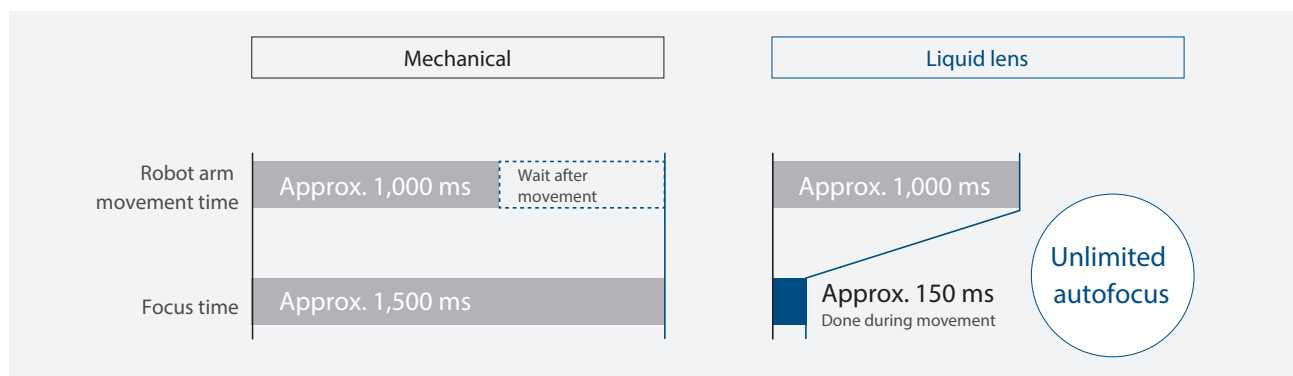 Mechanical
Liquid lens
Robot arm
movement time
Approx. 1,000 ms
Wait after
movement
Approx. 1,000 ms
Focus time
Approx. 1,500 ms
Approx. 150 ms
Done during movement
Unlimited
autofocus